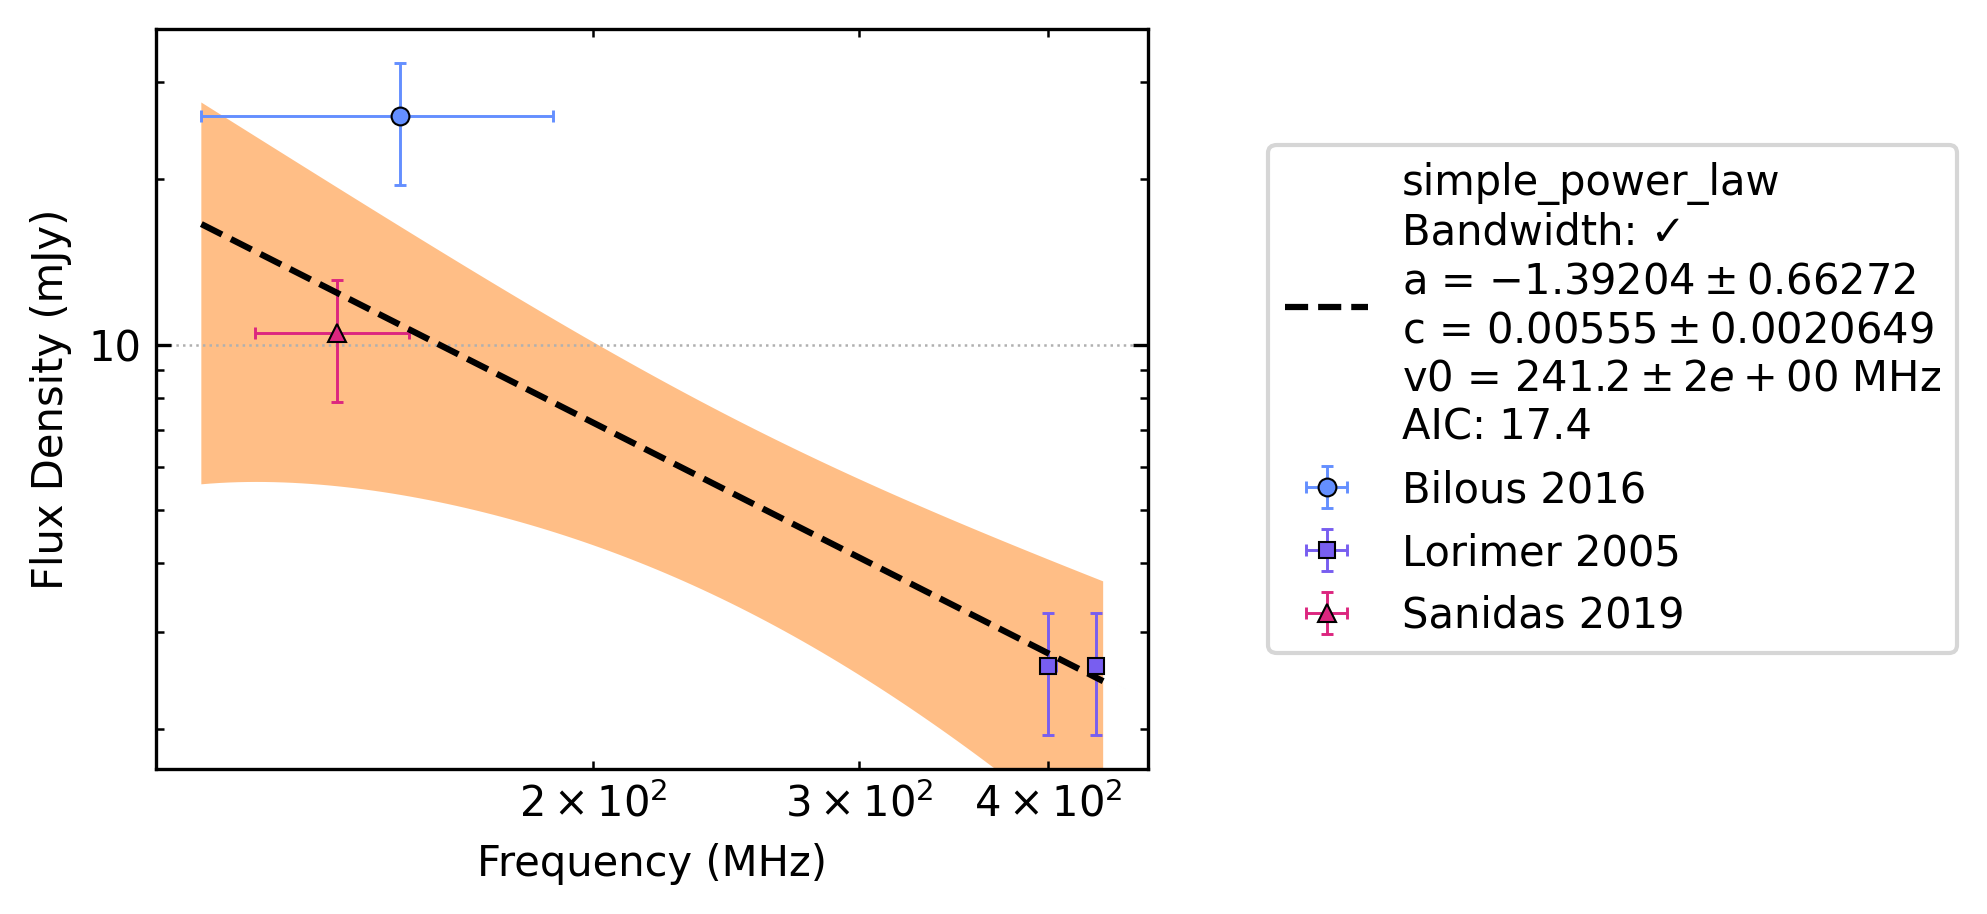 Flux Density (mJy)
10
2 × 10²
3 × 10²
4 × 10²
Frequency (MHz)
simple_power_law
Bandwidth: ✓
a = −1.39204 ± 0.66272
c = 0.00555 ± 0.0020649
v0 = 241.2 ± 2e + 00 MHz
AIC: 17.4
Bilous 2016
Lorimer 2005
Sanidas 2019